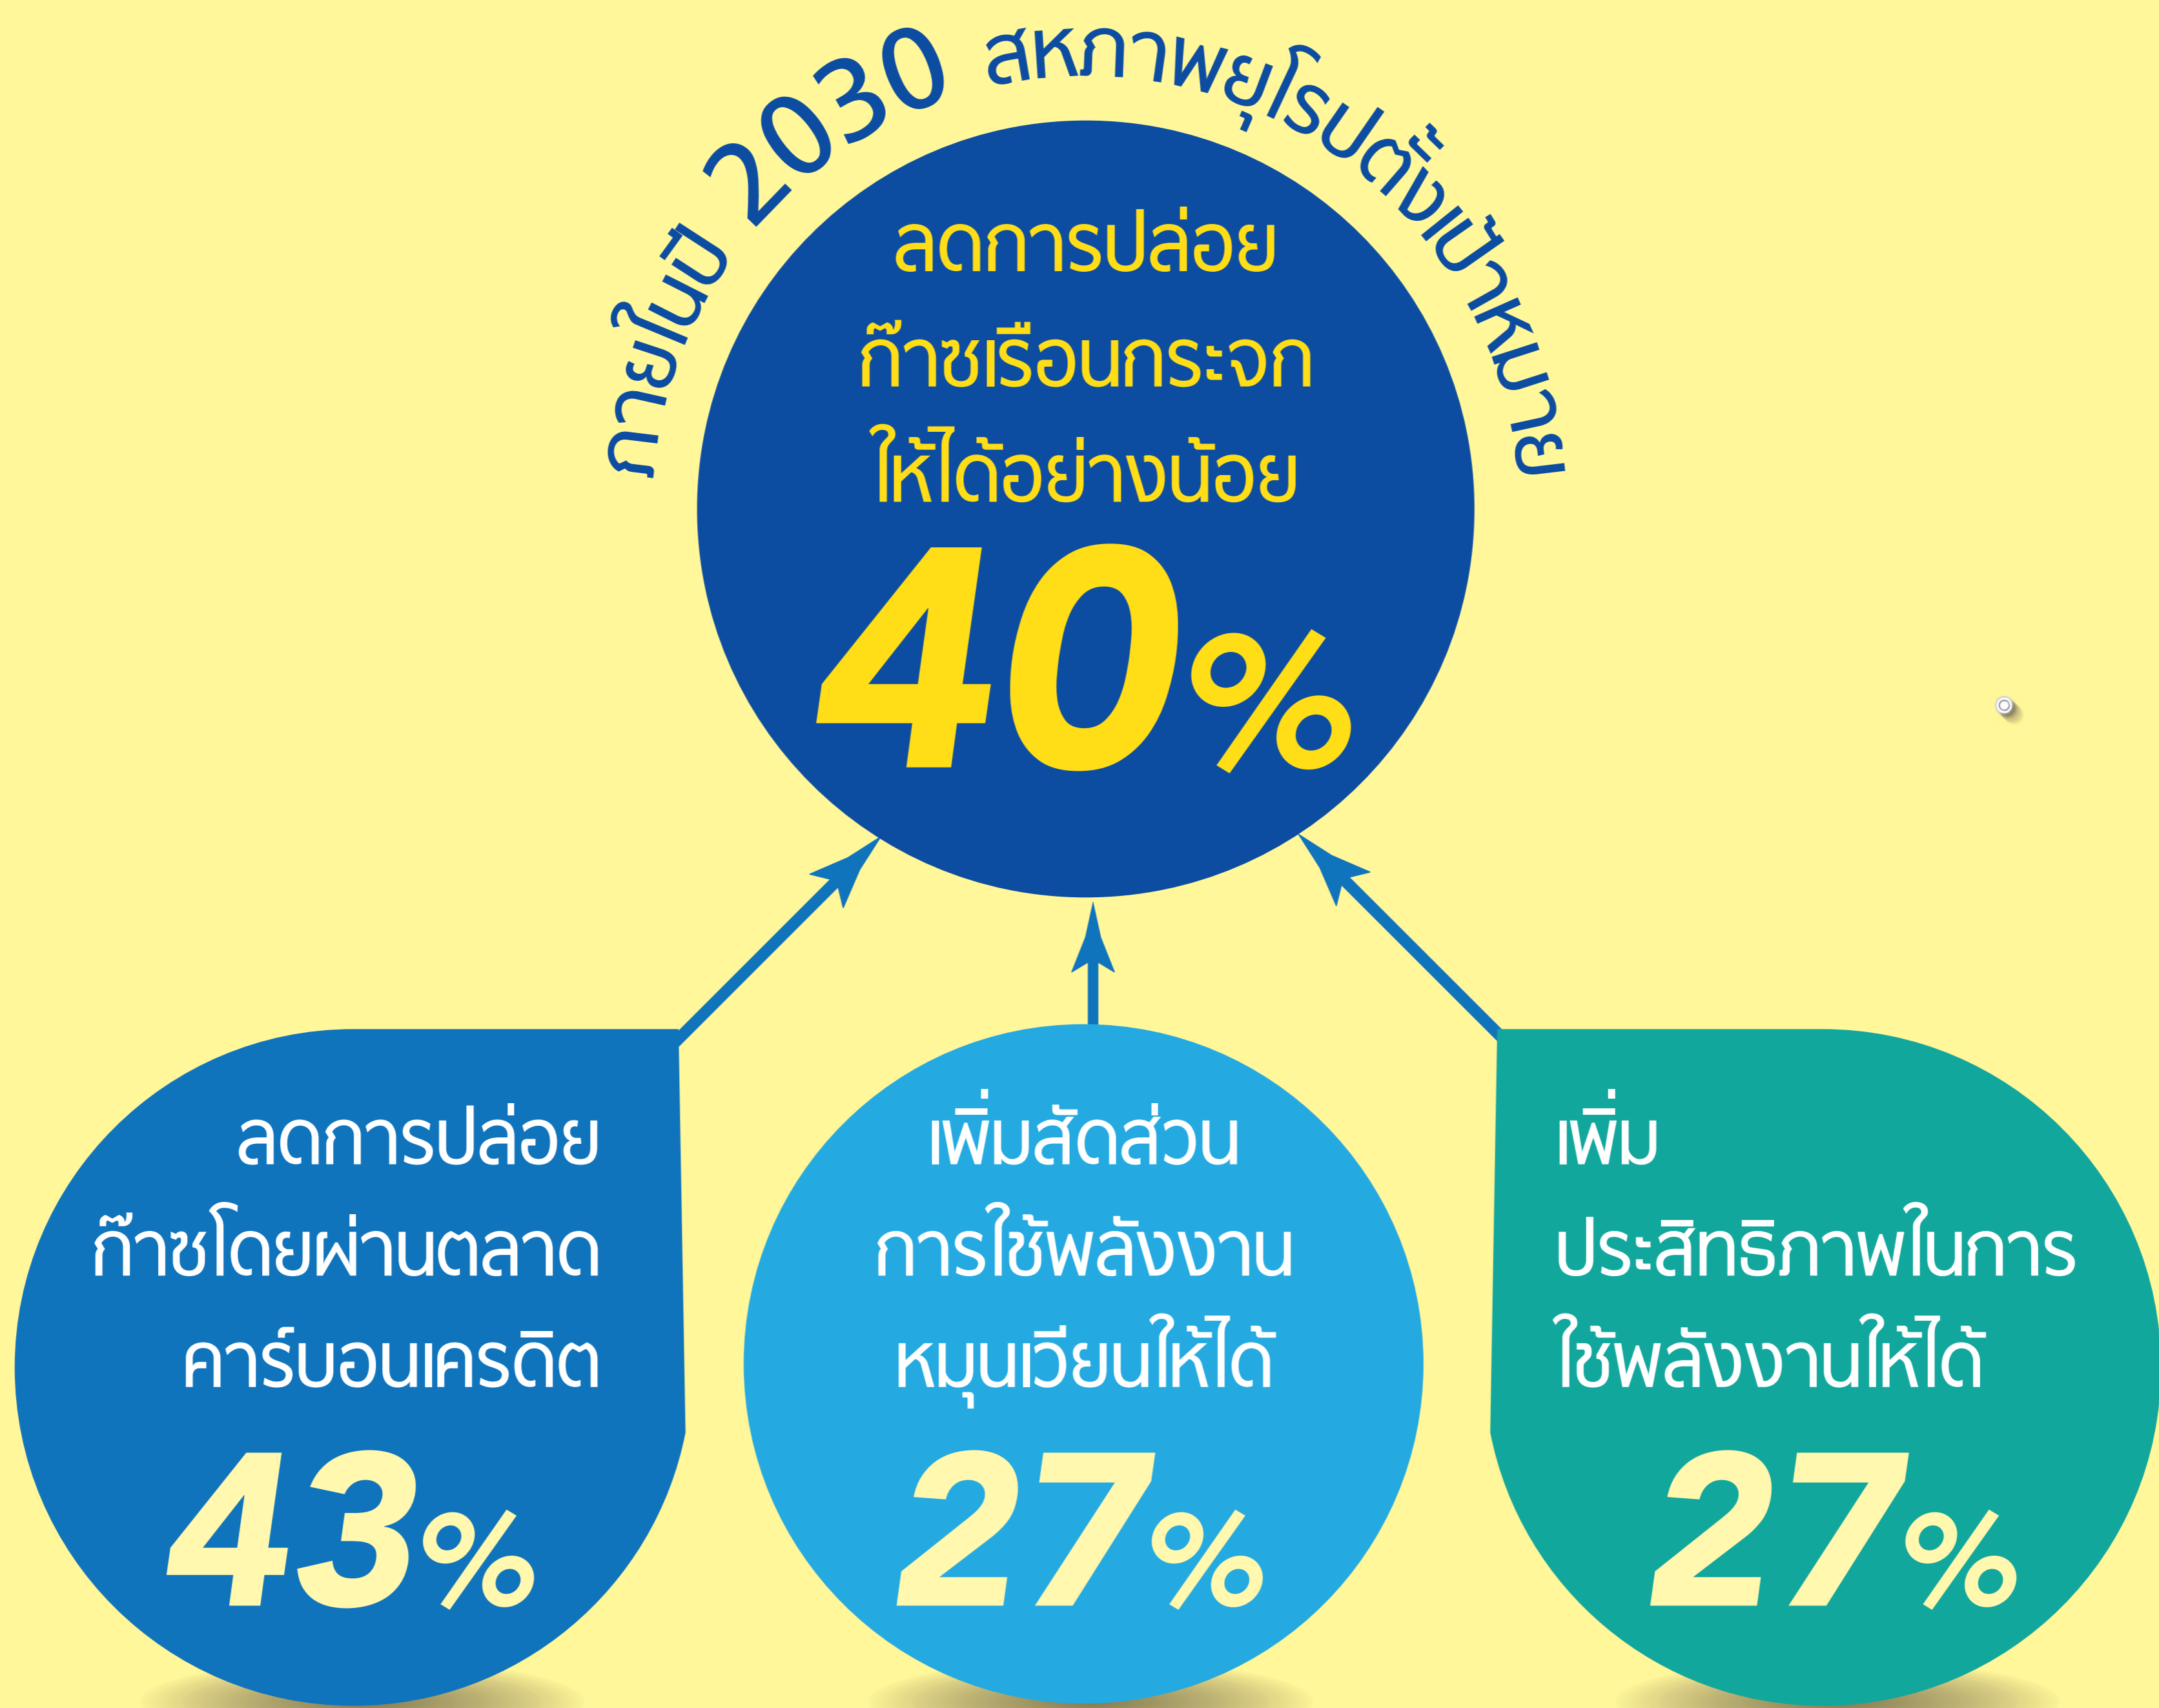 ภายในปี 2030 สหภาพยุโรปตั้งเป้าหมาย
ลดการปล่อย
ก๊าซเรือนกระจก
ให้ได้อย่างน้อย
40%
ลดการปล่อย
ก๊าซโดยผ่านตลาด
คาร์บอนเครดิต
43%
เพิ่มสัดส่วน
การใช้พลังงาน
หมุนเวียนให้ได้
27%
เพิ่ม
ประสิทธิภาพในการ
ใช้พลังงานให้ได้
27%